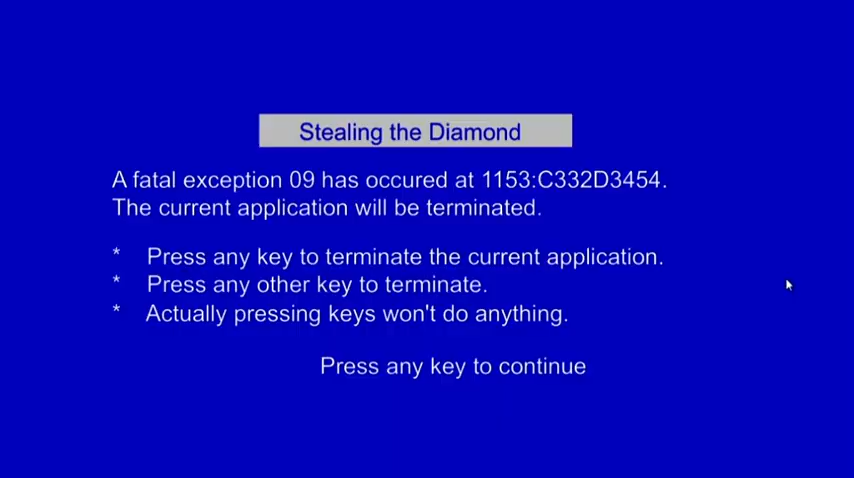 Stealing the Diamond
A fatal exception 09 has occured at 1153:C332D3454.
The current application will be terminated.
* Press any key to terminate the current application.
* Press any other key to terminate.
* Actually pressing keys won't do anything.
Press any key to continue